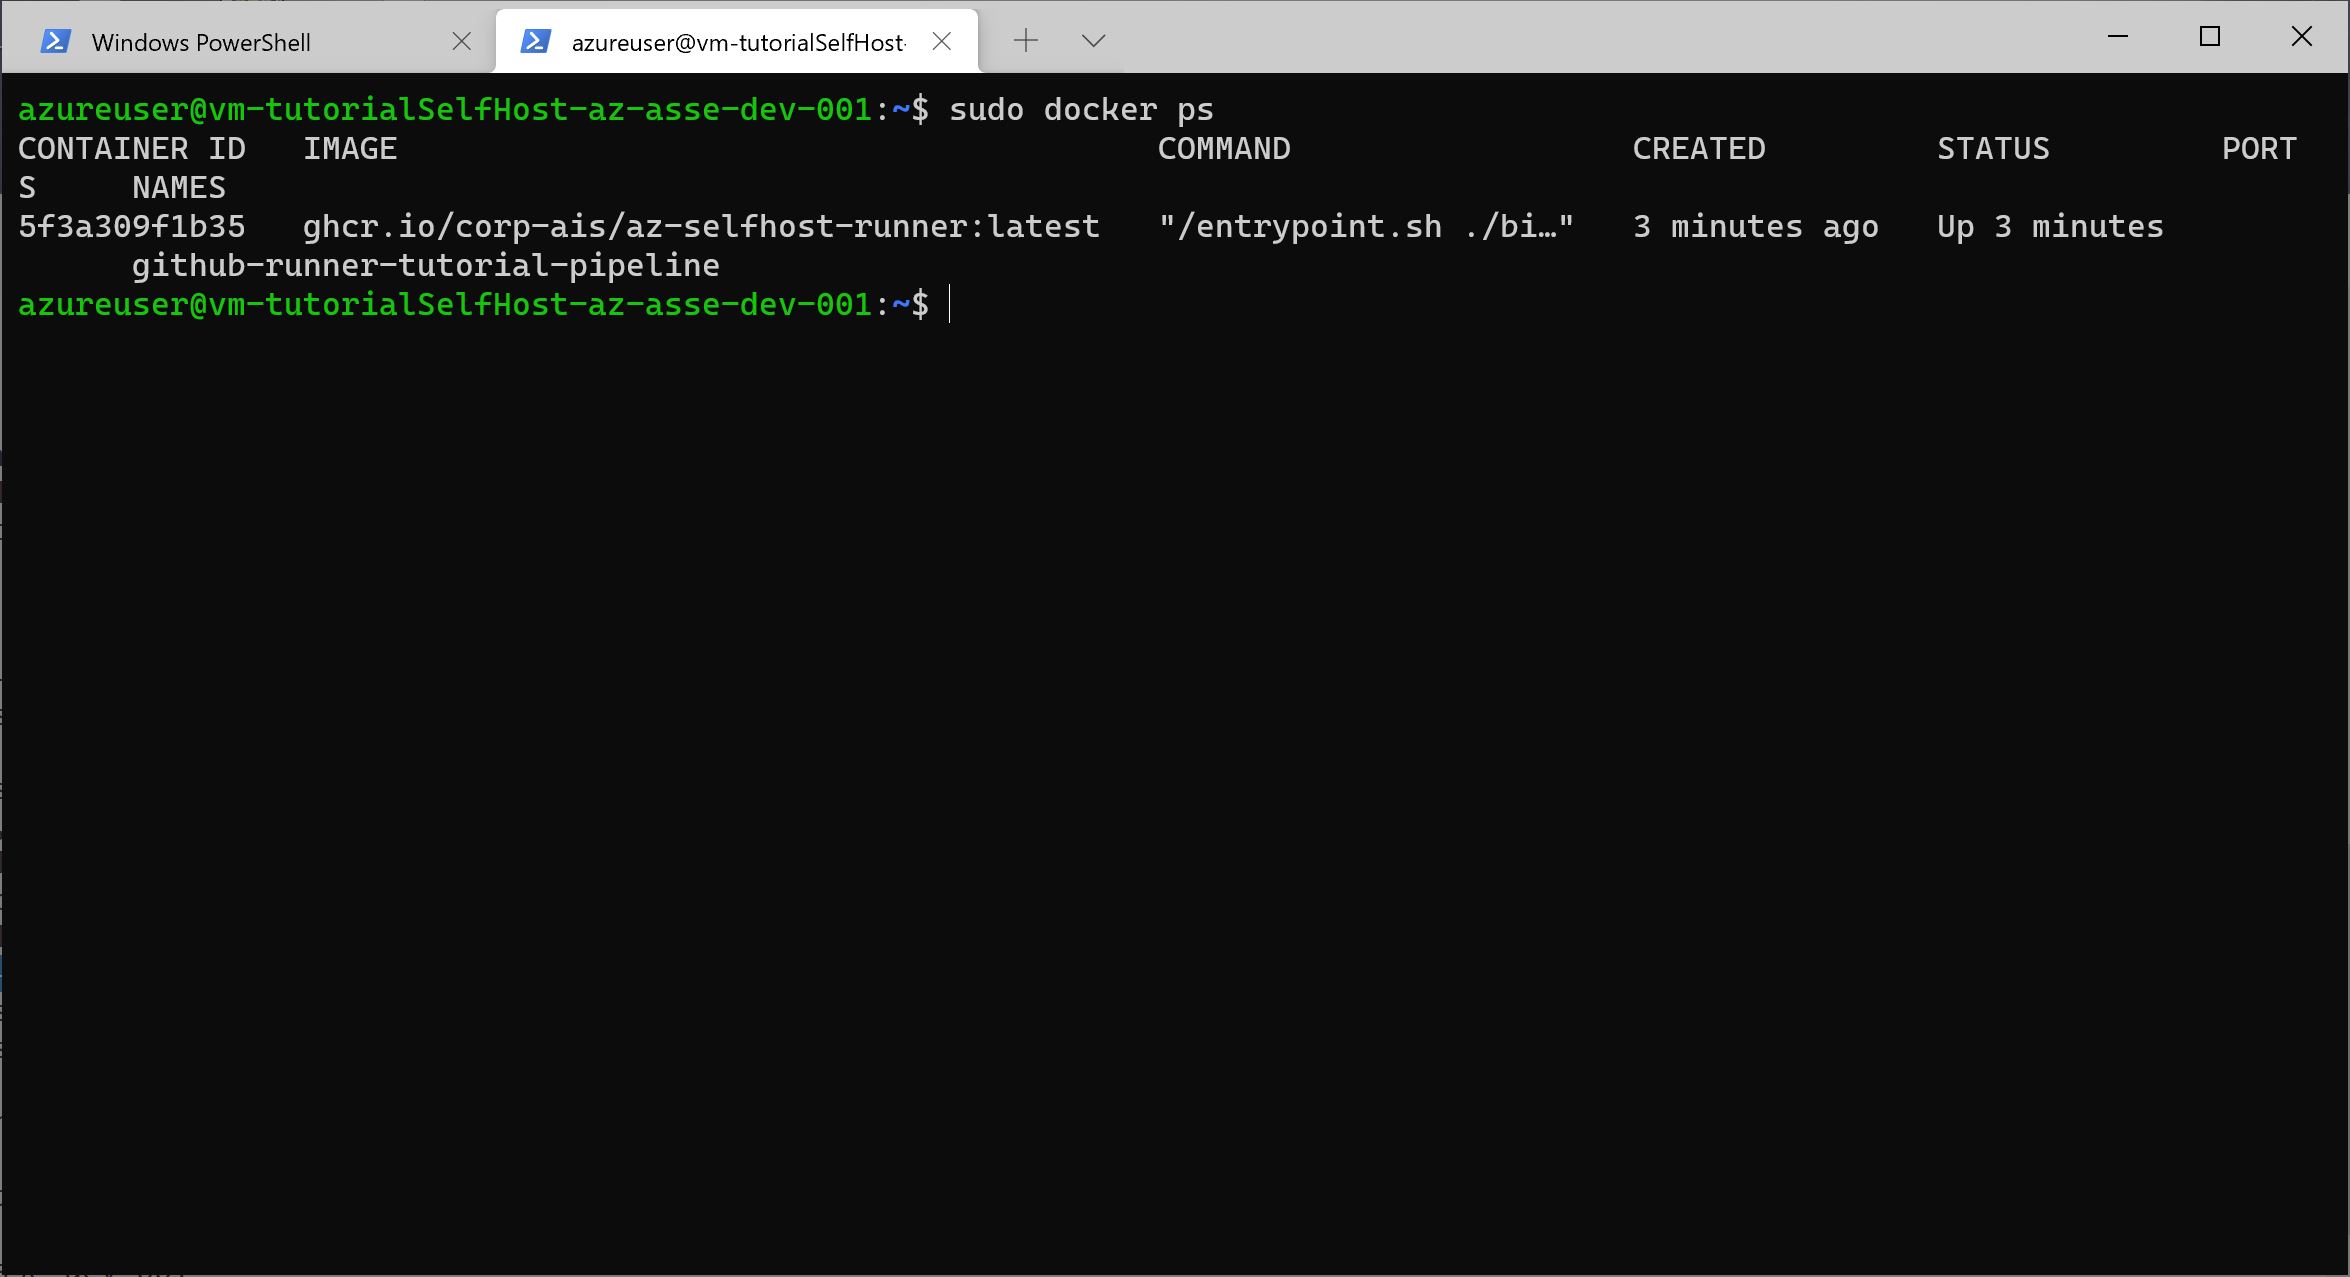 Windows PowerShell
azureuser@vm-tutorialSelfHost-
azureuser@vm-tutorialSelfHost-az-asse-dev-001:~$ sudo docker ps
CONTAINER ID   IMAGE                                        COMMAND                  CREATED         STATUS         PORT
S     NAMES
5f3a309f1b35   ghcr.io/corp-ais/az-selfhost-runner:latest   "/entrypoint.sh ./bi…"   3 minutes ago   Up 3 minutes
      github-runner-tutorial-pipeline
azureuser@vm-tutorialSelfHost-az-asse-dev-001:~$